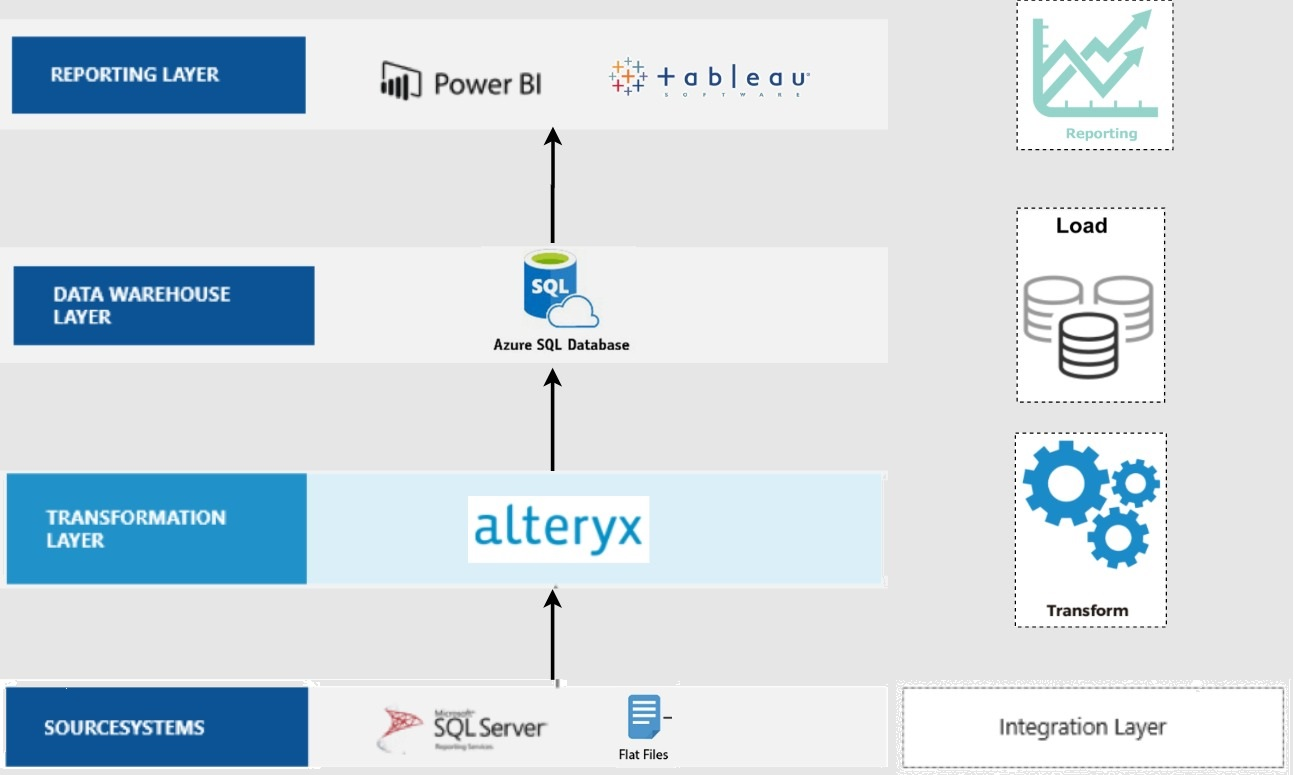 REPORTING LAYER
Power BI
+ableau
SOFTWARE
Reporting
DATA WAREHOUSE
LAYER
SQL
Azure SQL Database
Load
TRANSFORMATION
LAYER
alteryx
Transform
SOURCESYSTEMS
Microsoft
SQL Server
Reporting Services
Flat Files
Integration Layer